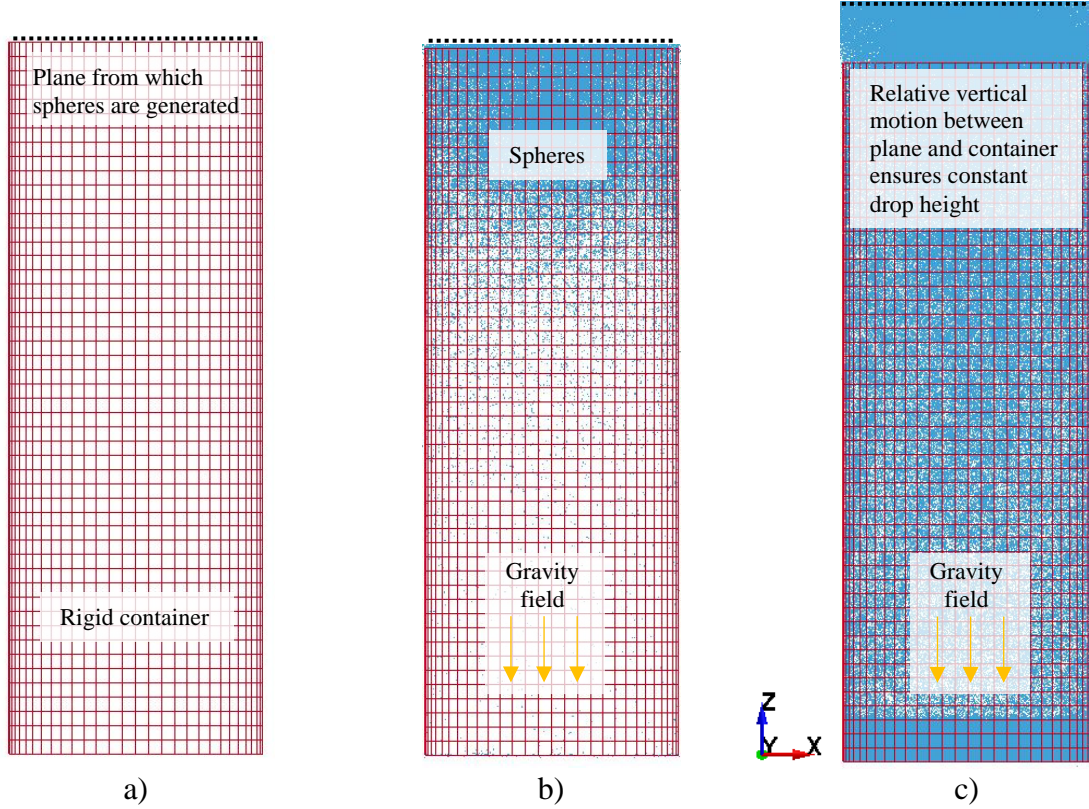 Plane from which
spheres are generated
Rigid container
a)
Spheres
Gravity
field
b)
Z
Y
X
Relative vertical
motion between
plane and container
ensures constant
drop height
Gravity
field
c)